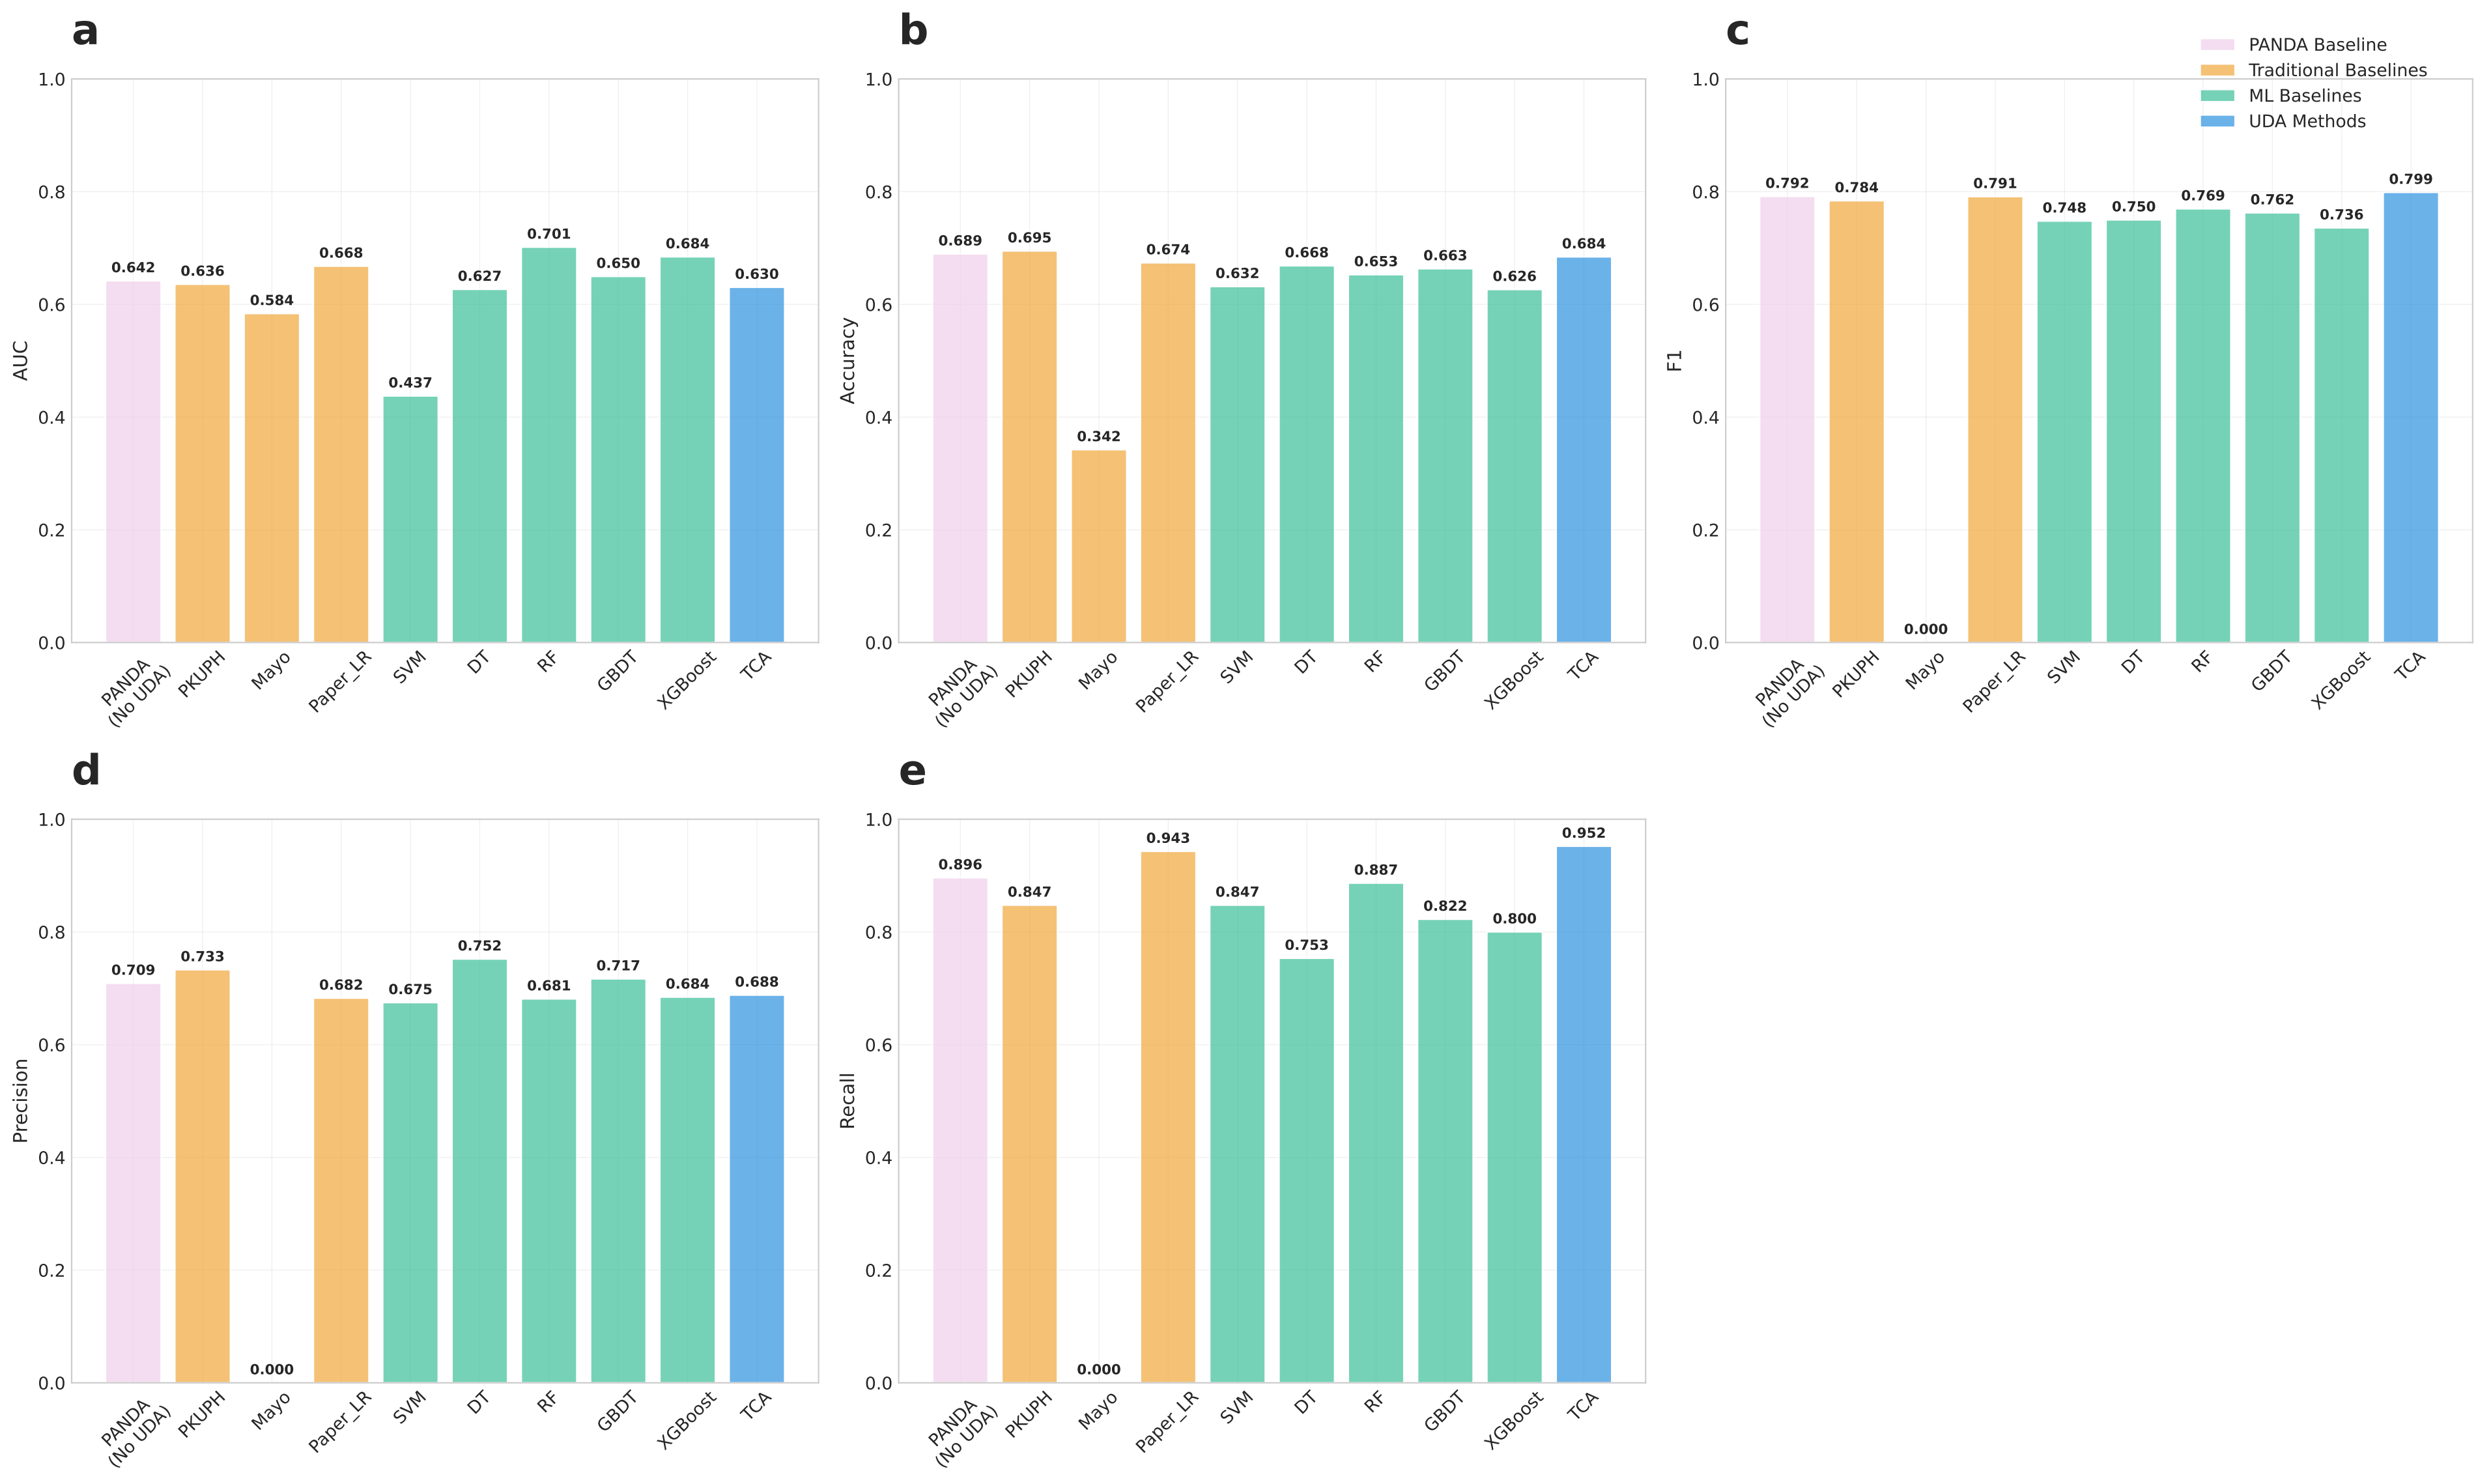 a
1.0
0.8
0.6
0.4
0.2
0.0
AUC
0.642
0.636
0.584
0.668
0.437
0.627
0.701
0.650
0.684
0.630
PANDA
(No UDA)
PKUPH
Mayo
Paper_LR
SVM
DT
RF
GBDT
XGBoost
TCA
b
1.0
0.8
0.6
0.4
0.2
0.0
Accuracy
0.689
0.695
0.342
0.674
0.632
0.668
0.653
0.663
0.626
0.684
PANDA
(No UDA)
PKUPH
Mayo
Paper_LR
SVM
DT
RF
GBDT
XGBoost
TCA
c
PANDA Baseline
Traditional Baselines
ML Baselines
UDA Methods
1.0
0.8
0.6
0.4
0.2
0.0
F1
0.792
0.784
0.000
0.791
0.748
0.750
0.769
0.762
0.736
0.799
PANDA
(No UDA)
PKUPH
Mayo
Paper_LR
SVM
DT
RF
GBDT
XGBoost
TCA
d
1.0
0.8
0.6
0.4
0.2
0.0
Precision
0.709
0.733
0.000
0.682
0.675
0.752
0.681
0.717
0.684
0.688
PANDA
(No UDA)
PKUPH
Mayo
Paper_LR
SVM
DT
RF
GBDT
XGBoost
TCA
e
1.0
0.8
0.6
0.4
0.2
0.0
Recall
0.896
0.847
0.000
0.943
0.847
0.753
0.887
0.822
0.800
0.952
PANDA
(No UDA)
PKUPH
Mayo
Paper_LR
SVM
DT
RF
GBDT
XGBoost
TCA